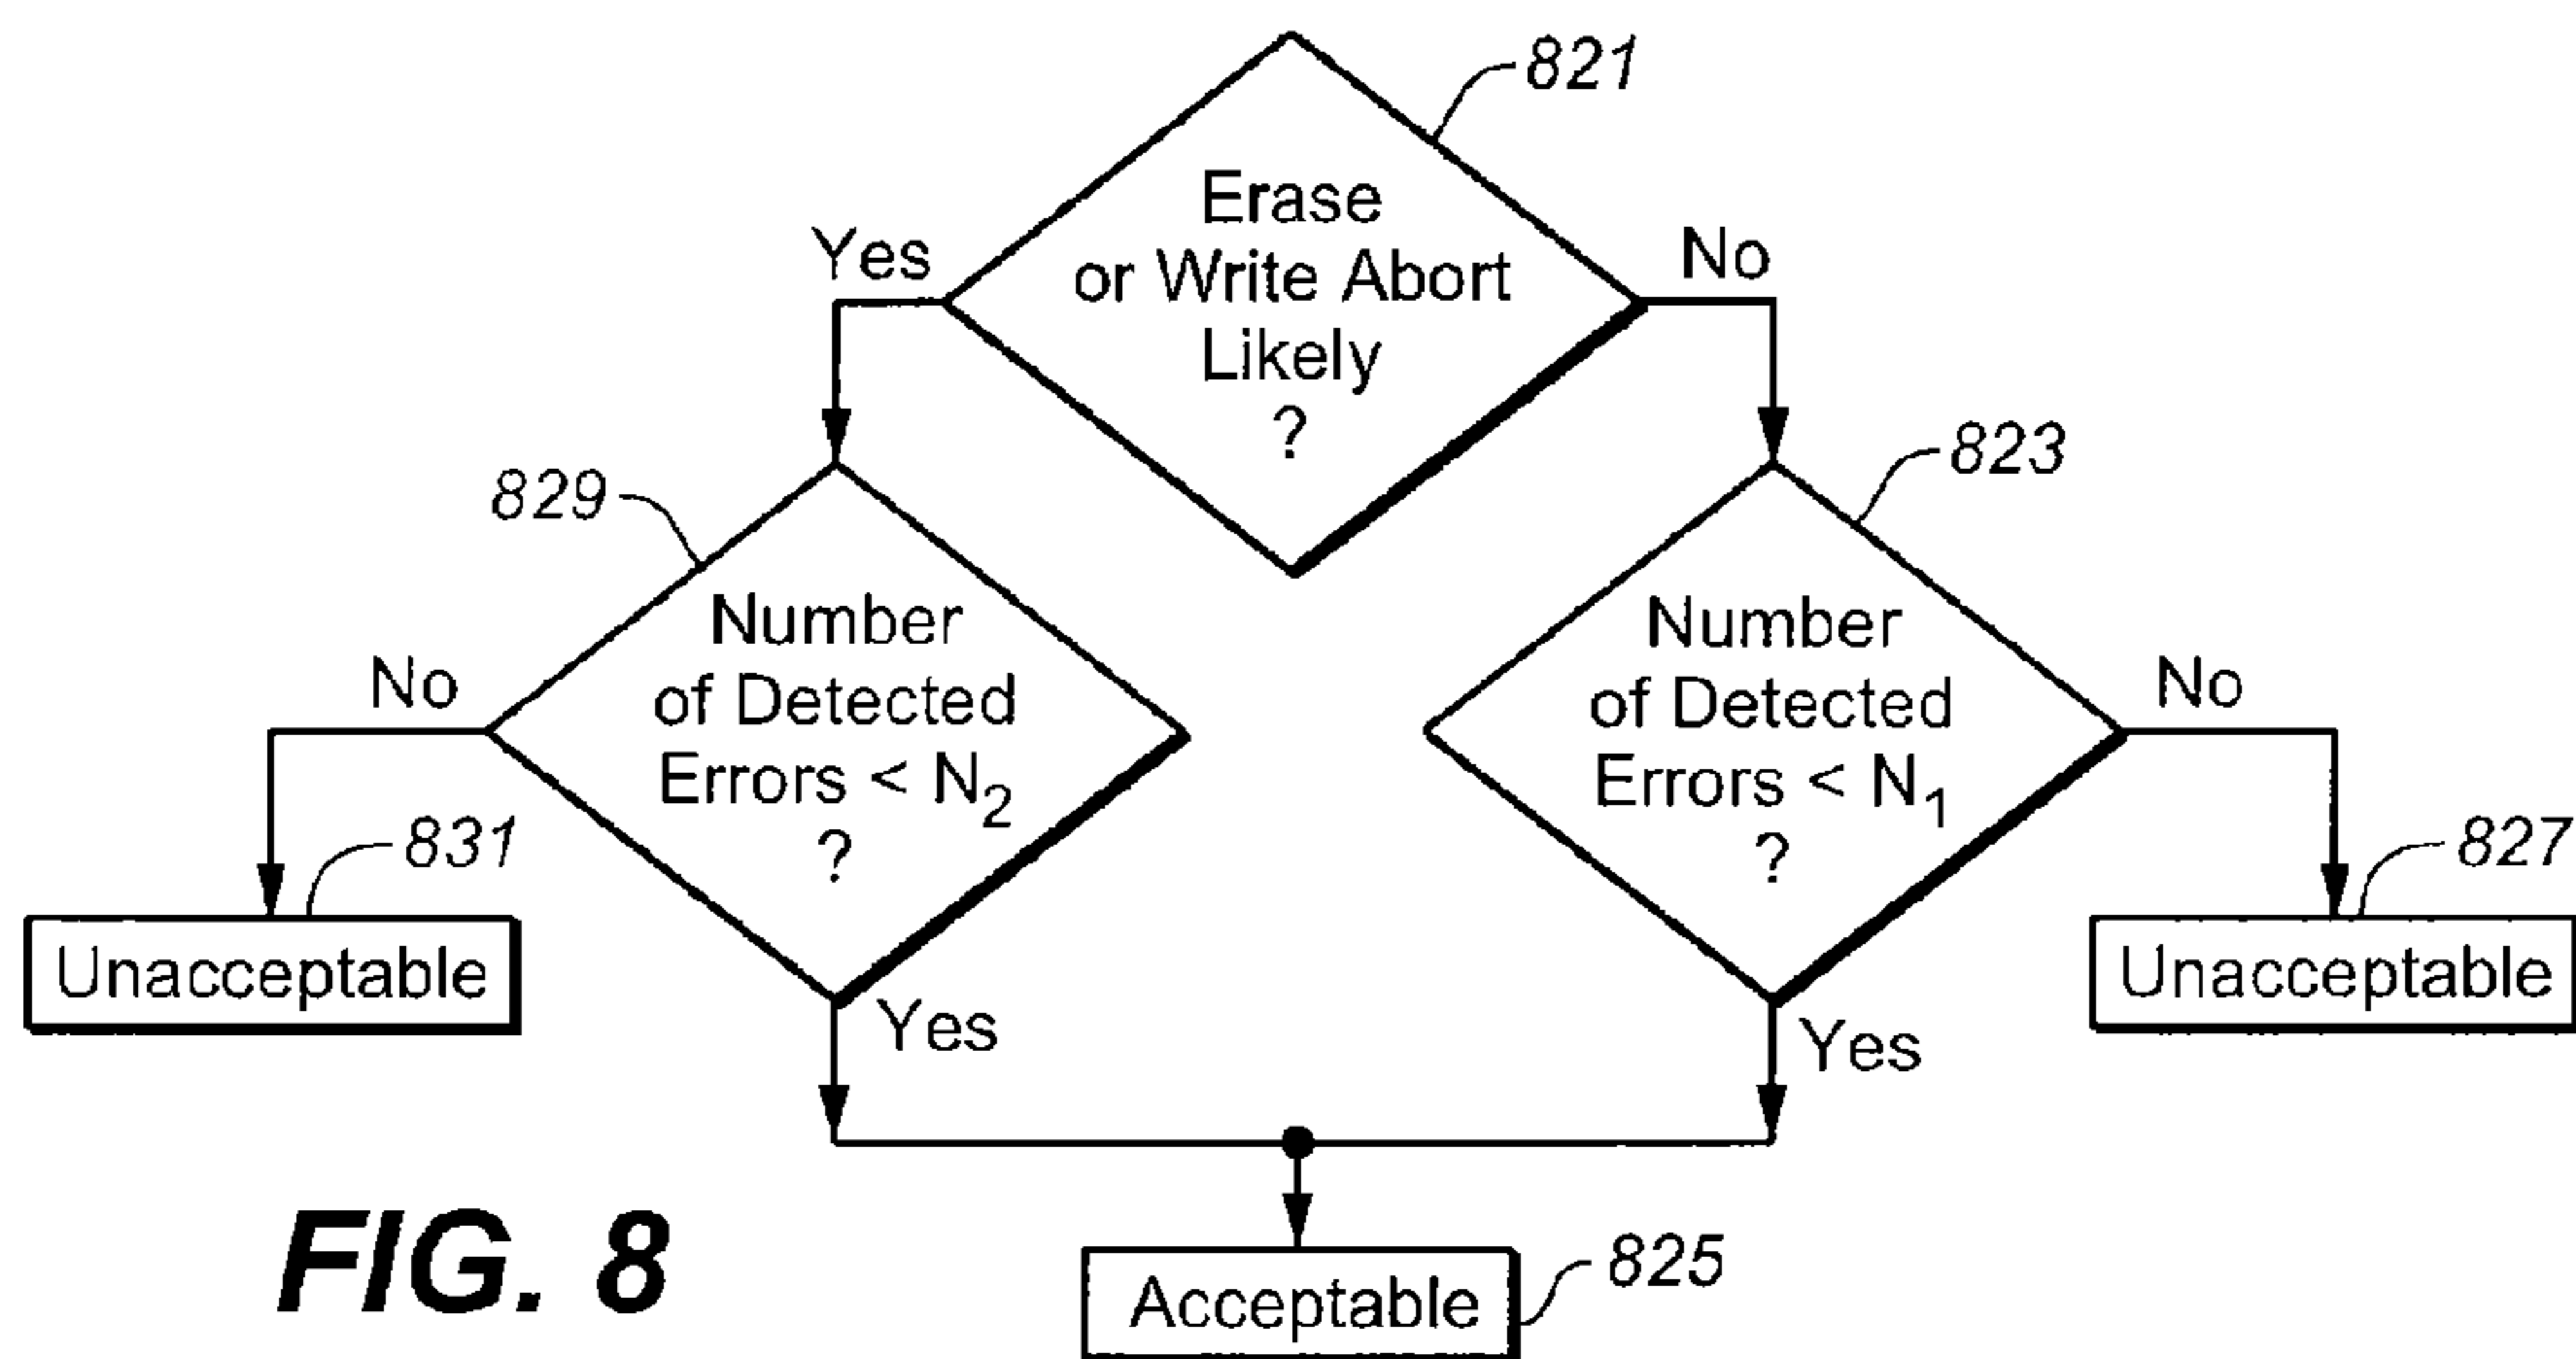 821
Erase
or Write Abort
Likely
?
Yes
No
829
823
Number
of Detected
Errors < N₂
?
Number
of Detected
Errors < N₁
?
No
No
831
827
Unacceptable
Unacceptable
Yes
Yes
FIG. 8
Acceptable
825